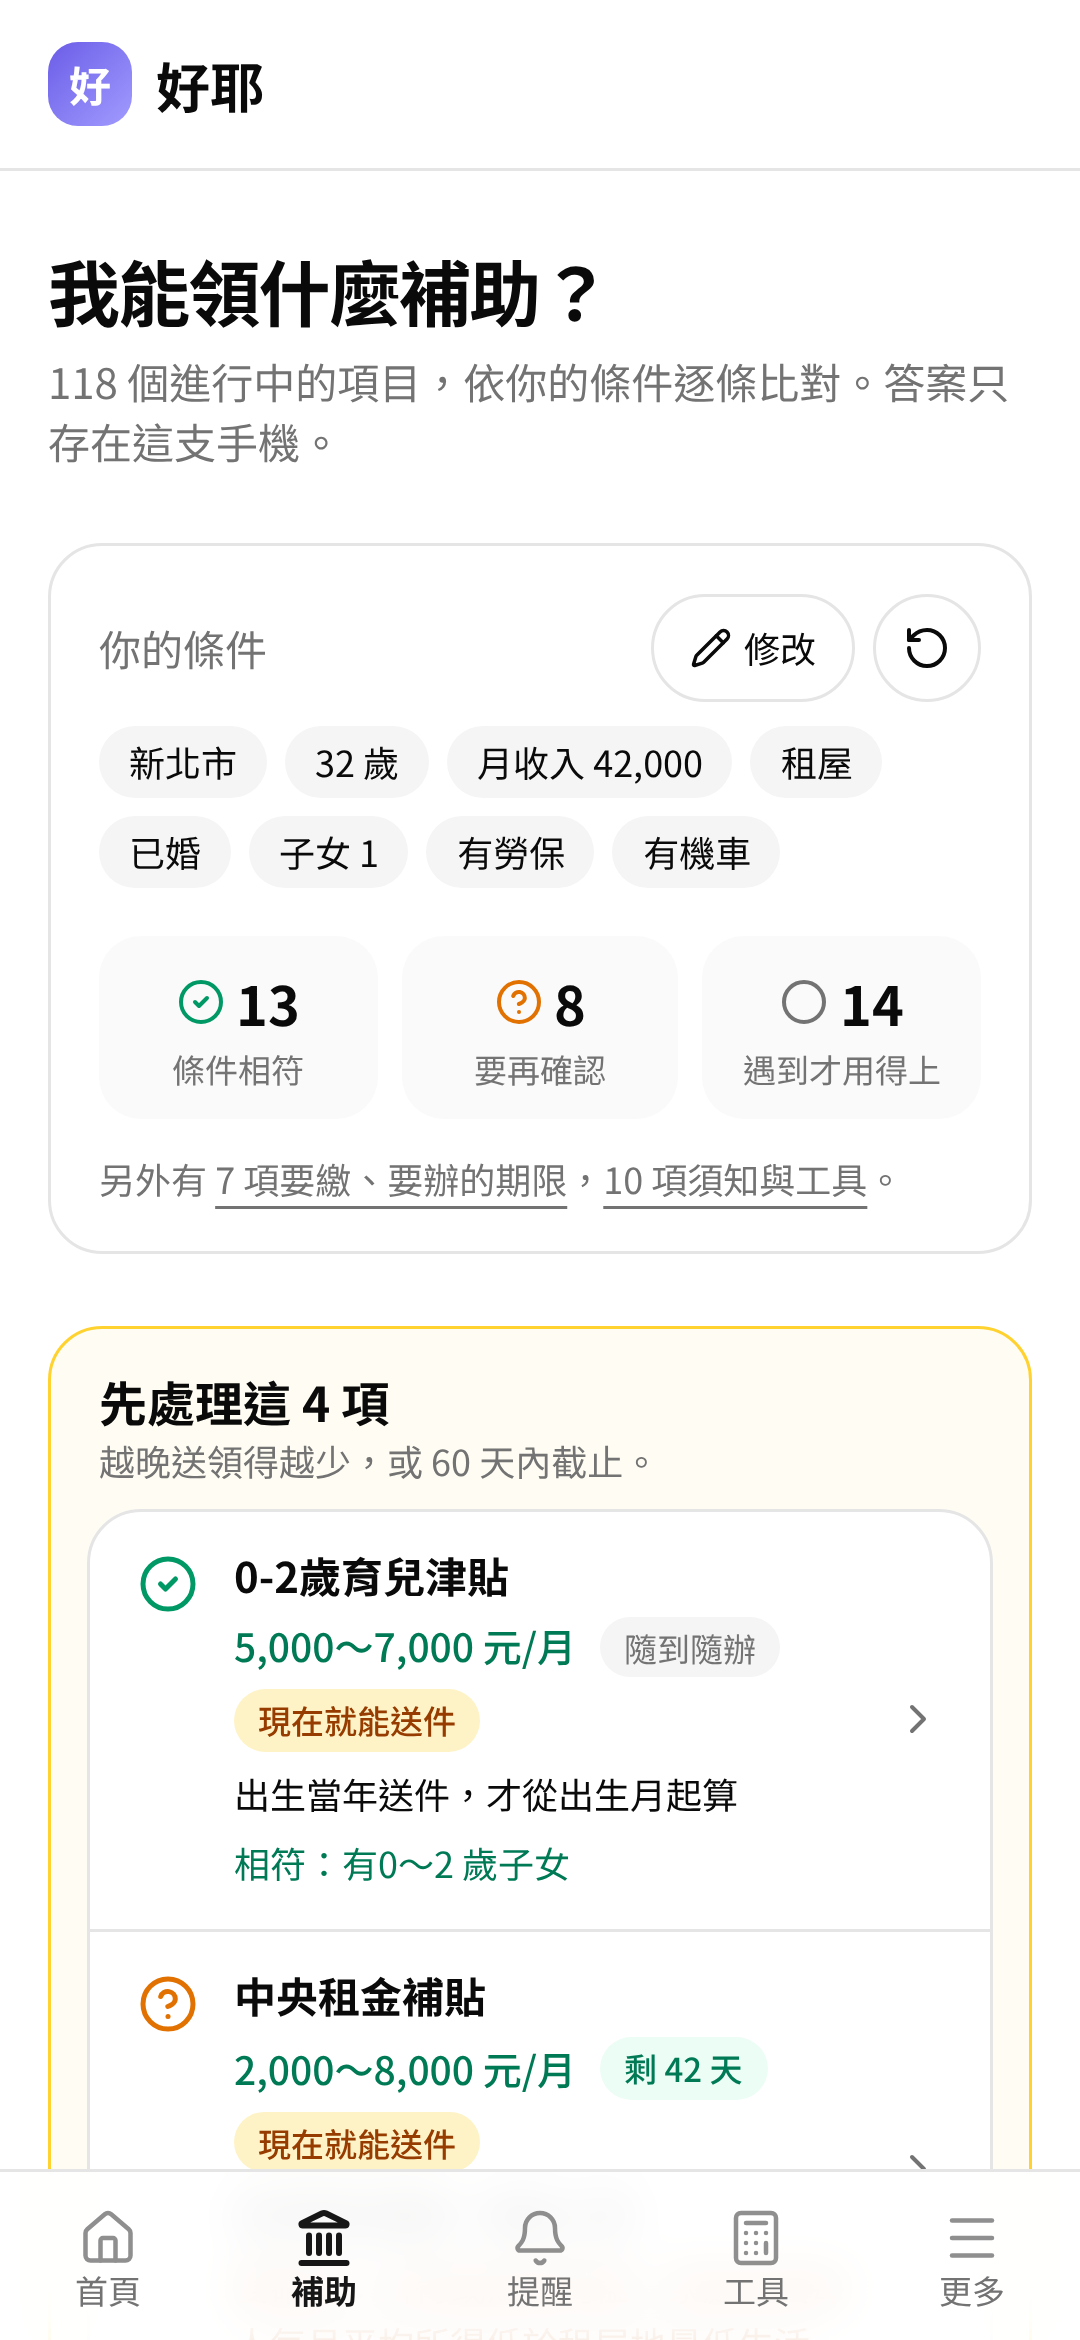 好 好耶
我能領什麼補助？
118 個進行中的項目，依你的條件逐條比對。答案只
存在這支手機。
你的條件
修改
新北市 32 歲 月收入 42,000 租屋
已婚 子女 1 有勞保 有機車
13 8 14
條件相符 要再確認 遇到才用得上
另外有 7 項要繳、要辦的期限，10 項須知與工具。
先處理這 4 項
越晚送領得越少，或 60 天內截止。
0-2歲育兒津貼
5,000～7,000 元/月 隨到隨辦
現在就能送件
出生當年送件，才從出生月起算
相符：有0～2 歲子女
中央租金補貼
2,000～8,000 元/月 剩 42 天
現在就能送件
首頁 補助 提醒 工具 更多